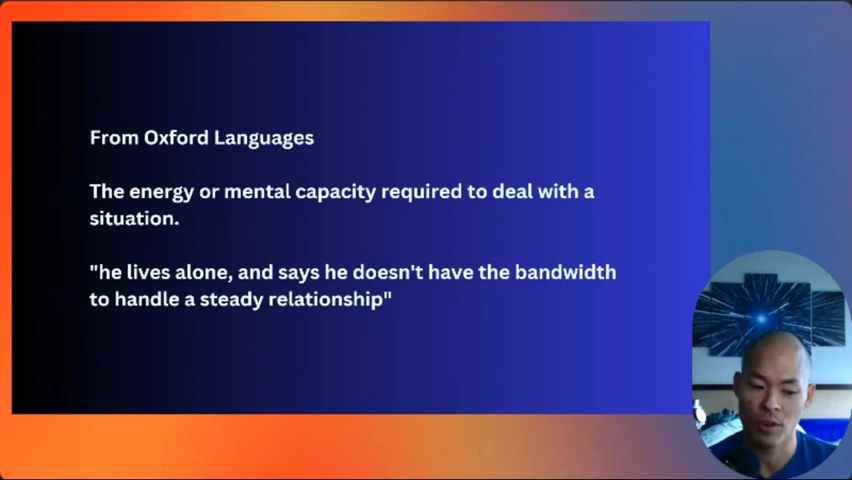 From Oxford Languages
The energy or mental capacity required to deal with a
situation.
"he lives alone, and says he doesn't have the bandwidth
to handle a steady relationship"